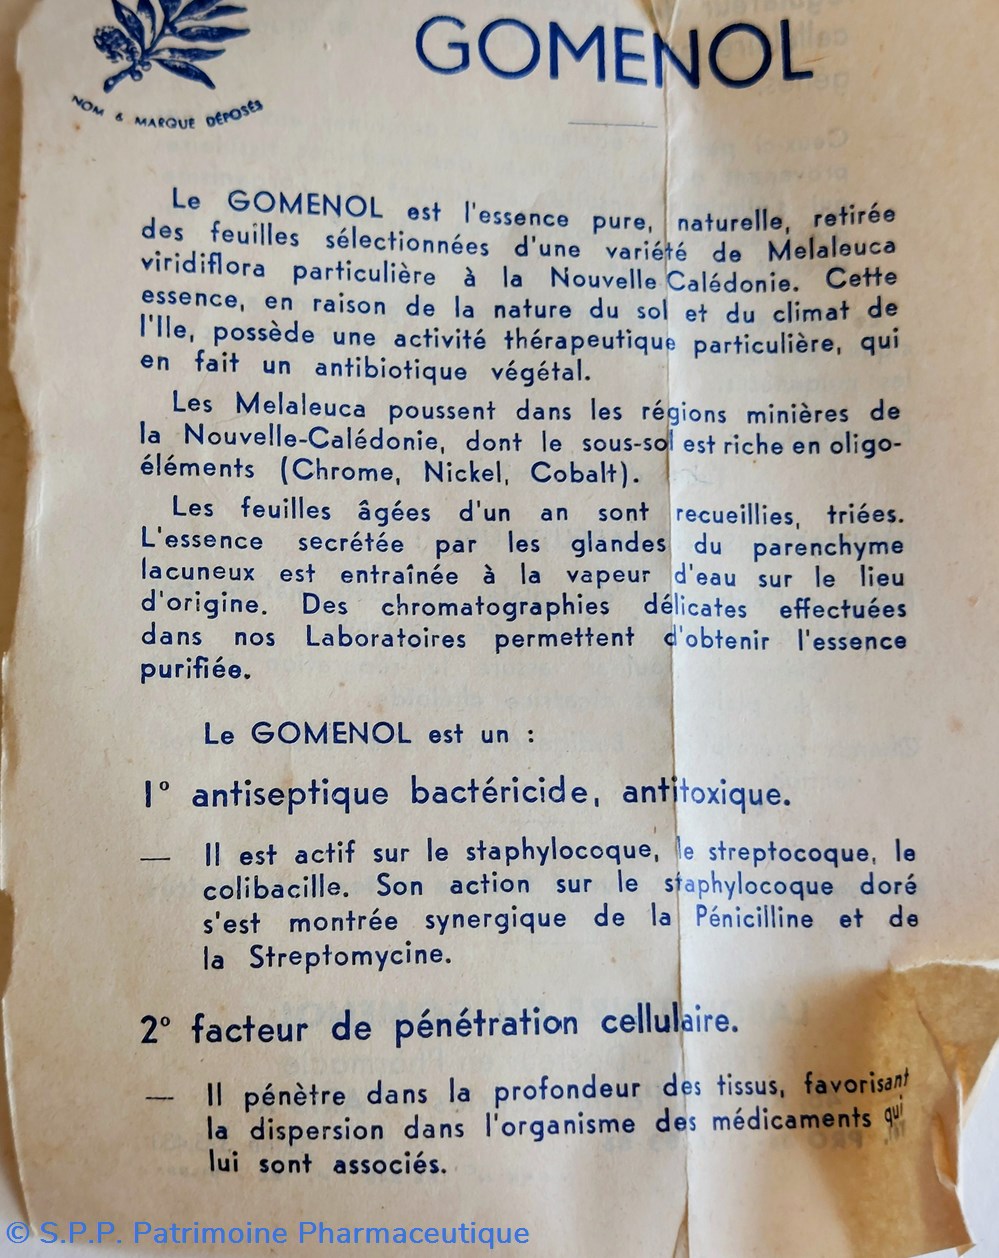 GOMENOL
NOM & MARQUE DÉPOSÉS
Le GOMENOL est l'essence pure, naturelle, retirée
des feuilles sélectionnées d'une variété de Melaleuca
viridiflora particulière à la Nouvelle Calédonie. Cette
essence, en raison de la nature du sol et du climat de
l'Ile, possède une activité thérapeutique particulière, qui
en fait un antibiotique végétal.
Les Melaleuca poussent dans les régions minières de
la Nouvelle-Calédonie, dont le sous-sol est riche en oligo-
éléments (Chrome, Nickel, Cobalt).
Les feuilles âgées d'un an sont recueillies, triées.
L'essence secrétée par les glandes du parenchyme
lacuneux est entraînée à la vapeur d'eau sur le lieu
d'origine. Des chromatographies délicates effectuées
dans nos Laboratoires permettent d'obtenir l'essence
purifiée.
Le GOMENOL est un :
1° antiseptique bactéricide, antitoxique.
— Il est actif sur le staphylocoque, le streptocoque, le
colibacille. Son action sur le staphylocoque doré
s'est montrée synergique de la Pénicilline et de
la Streptomycine.
2° facteur de pénétration cellulaire.
— Il pénètre dans la profondeur des tissus, favorisant
la dispersion dans l'organisme des médicaments qui
lui sont associés.
© S.P.P. Patrimoine Pharmaceutique